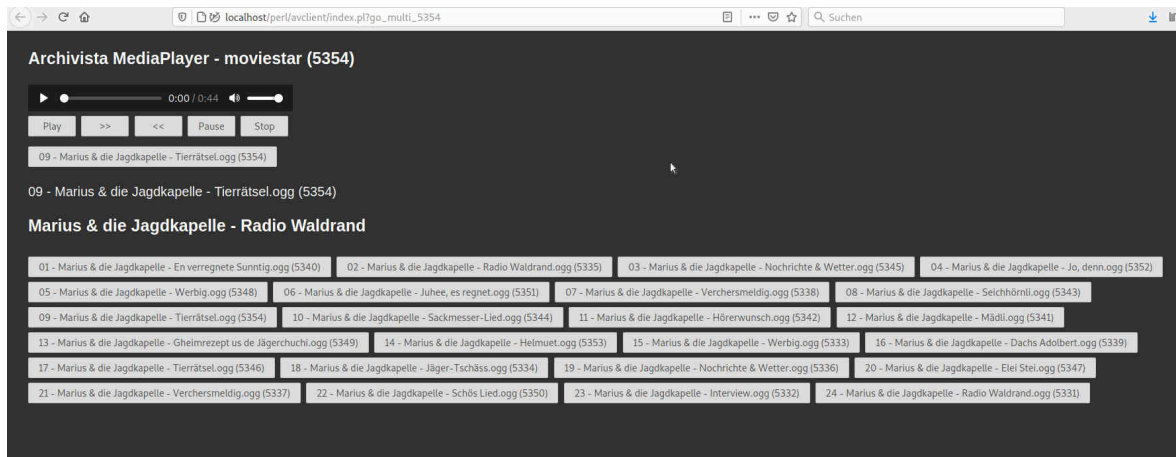 localhost/perl/avclient/index.pl?go_multi_5354 Suchen
Archivista MediaPlayer - moviestar (5354)
0:00 / 0:44
Play >> << Pause Stop
09 - Marius & die Jagdkapelle - Tierrätsel.ogg (5354)
09 - Marius & die Jagdkapelle - Tierrätsel.ogg (5354)
Marius & die Jagdkapelle - Radio Waldrand
01 - Marius & die Jagdkapelle - En verregnete Sunntig.ogg (5340) 02 - Marius & die Jagdkapelle - Radio Waldrand.ogg (5335) 03 - Marius & die Jagdkapelle - Nochrichte & Wetter.ogg (5345) 04 - Marius & die Jagdkapelle - Jo, denn.ogg (5352)
05 - Marius & die Jagdkapelle - Werbig.ogg (5348) 06 - Marius & die Jagdkapelle - Juhee, es regnet.ogg (5351) 07 - Marius & die Jagdkapelle - Verchersmeldig.ogg (5338) 08 - Marius & die Jagdkapelle - Seichhörnli.ogg (5343)
09 - Marius & die Jagdkapelle - Tierrätsel.ogg (5354) 10 - Marius & die Jagdkapelle - Sackmesser-Lied.ogg (5344) 11 - Marius & die Jagdkapelle - Hörerwunsch.ogg (5342) 12 - Marius & die Jagdkapelle - Mädli.ogg (5341)
13 - Marius & die Jagdkapelle - Gheimrezept us de Jägerchuchi.ogg (5349) 14 - Marius & die Jagdkapelle - Helmuet.ogg (5353) 15 - Marius & die Jagdkapelle - Werbig.ogg (5333) 16 - Marius & die Jagdkapelle - Dachs Adolbert.ogg (5339)
17 - Marius & die Jagdkapelle - Tierrätsel.ogg (5346) 18 - Marius & die Jagdkapelle - Jäger-Tschäss.ogg (5334) 19 - Marius & die Jagdkapelle - Nochrichte & Wetter.ogg (5336) 20 - Marius & die Jagdkapelle - Elei Stei.ogg (5347)
21 - Marius & die Jagdkapelle - Verchersmeldig.ogg (5337) 22 - Marius & die Jagdkapelle - Schös Lied.ogg (5350) 23 - Marius & die Jagdkapelle - Interview.ogg (5332) 24 - Marius & die Jagdkapelle - Radio Waldrand.ogg (5331)